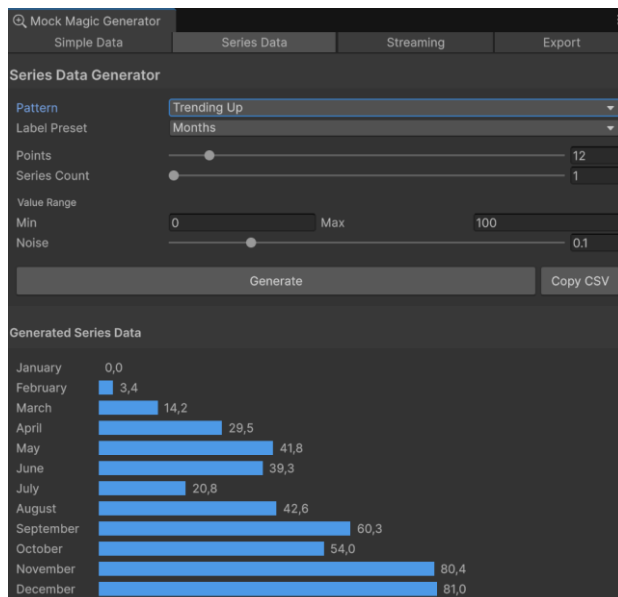 Mock Magic Generator
Simple Data Series Data Streaming Export
Series Data Generator
Pattern Trending Up
Label Preset Months
Points 12
Series Count 1
Value Range
Min 0 Max 100
Noise 0.1
Generate Copy CSV
Generated Series Data
January 0,0
February 3,4
March 14,2
April 29,5
May 41,8
June 39,3
July 20,8
August 42,6
September 60,3
October 54,0
November 80,4
December 81,0